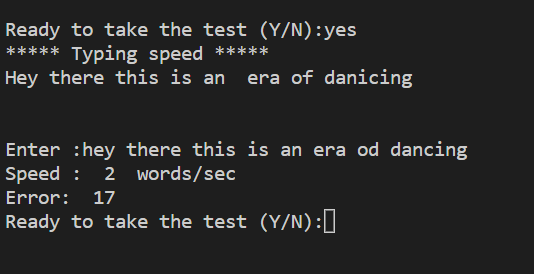 Ready to take the test (Y/N):yes
***** Typing speed *****
Hey there this is an  era of danicing
Enter :hey there this is an era od dancing
Speed :  2  words/sec
Error:  17
Ready to take the test (Y/N):